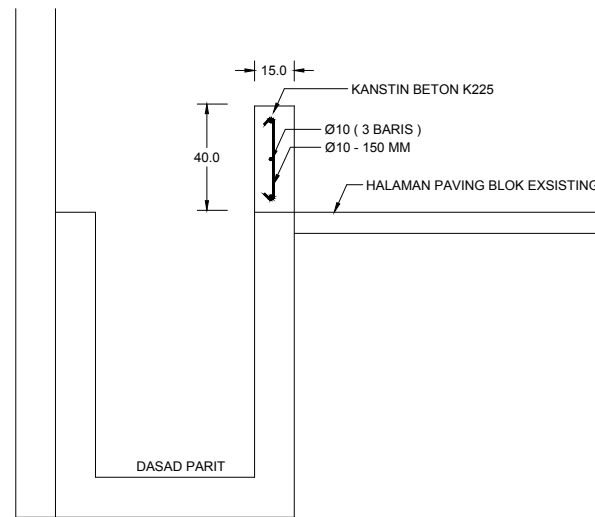 15.0
KANSTIN BETON K225
Ø10 ( 3 BARIS )
40.0
Ø10 - 150 MM
HALAMAN PAVING BLOK EXSISTING
DASAD PARIT